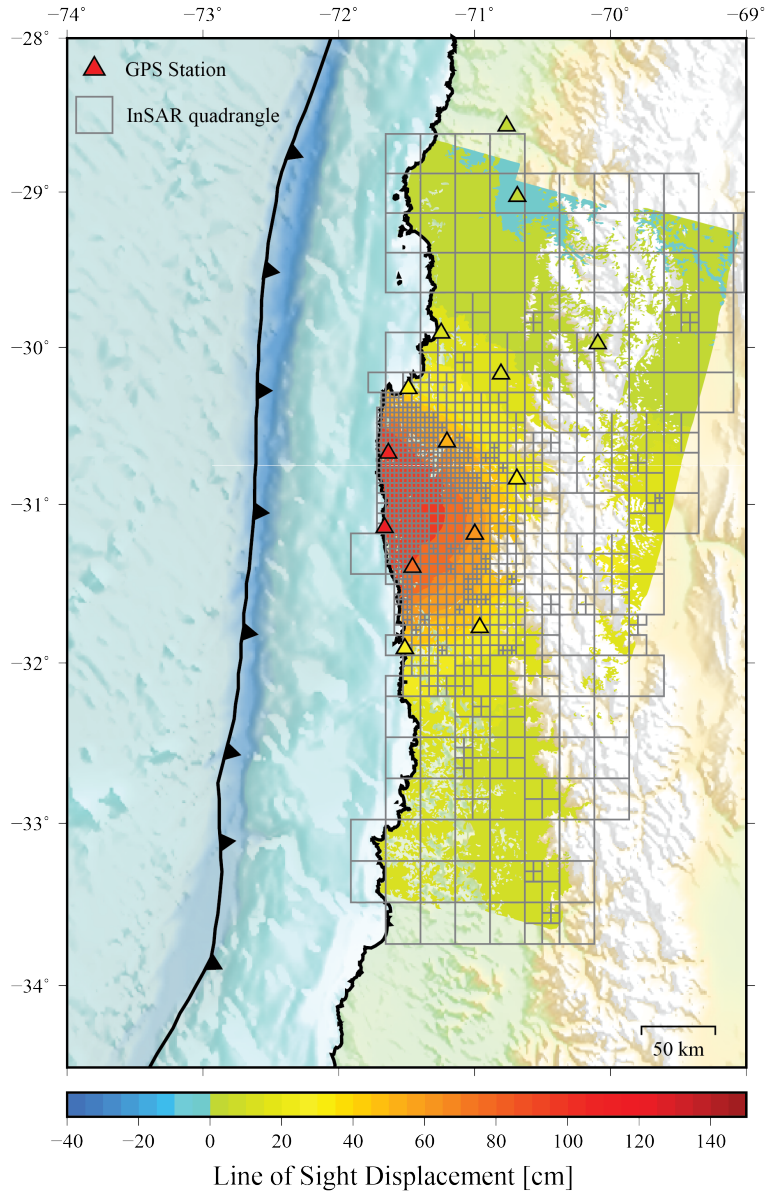 −74˚ −73˚ −72˚ −71˚ −70˚ −69˚
−28˚
GPS Station
InSAR quadrangle
−29˚
−30˚
−31˚
−32˚
−33˚
−34˚
50 km
−40 −20 0 20 40 60 80 100 120 140
Line of Sight Displacement [cm]